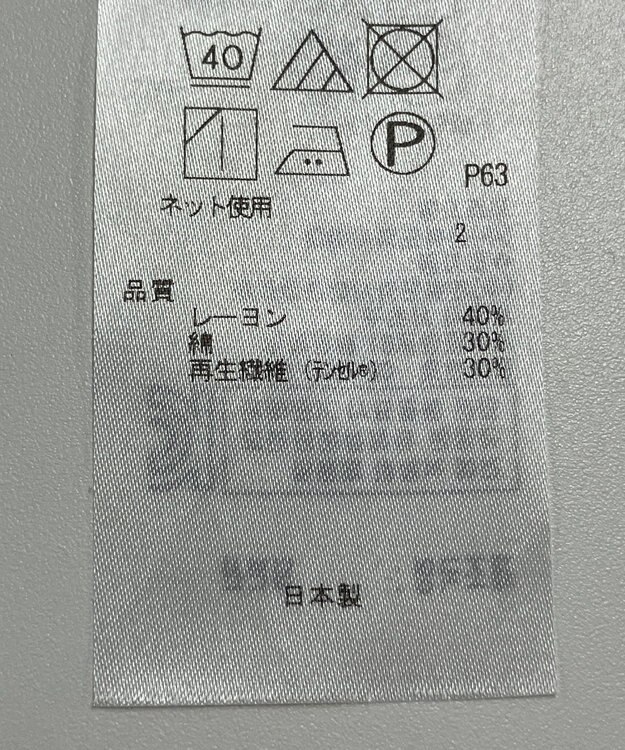 40
P
P63
ネット使用
2
品質
レーヨン 40%
綿 30%
再生繊維 (テンセル®) 30%
日本製